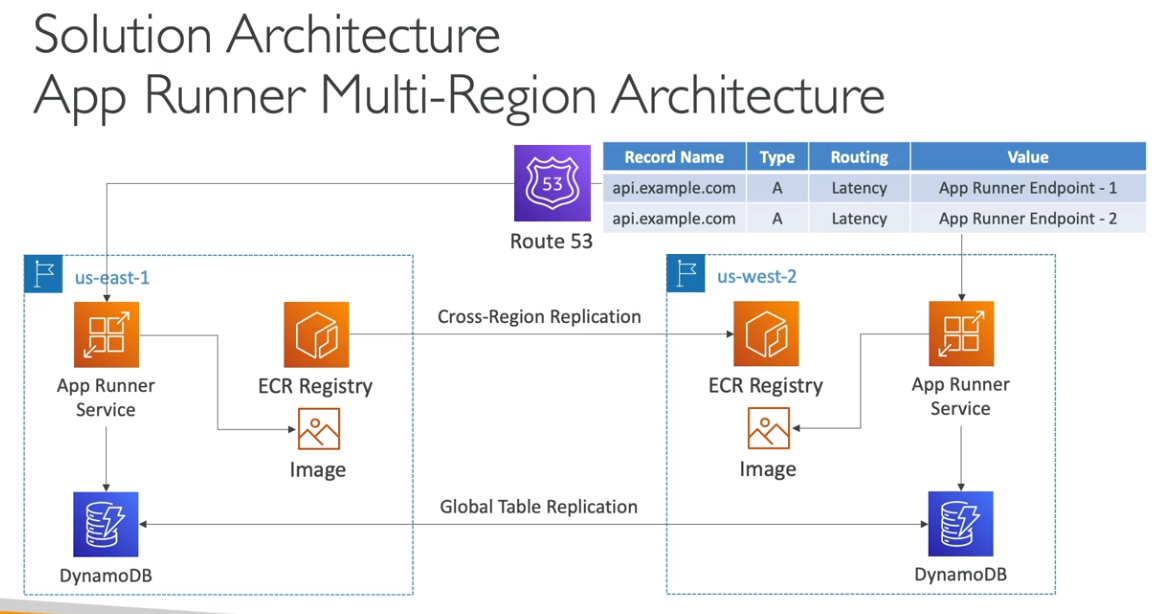 Solution Architecture
App Runner Multi-Region Architecture
Record Name Type Routing Value
api.example.com A Latency App Runner Endpoint - 1
api.example.com A Latency App Runner Endpoint - 2
53
Route 53
us-east-1
us-west-2
Cross-Region Replication
App Runner
Service
ECR Registry
ECR Registry
App Runner
Service
Image
Image
Global Table Replication
DynamoDB
DynamoDB